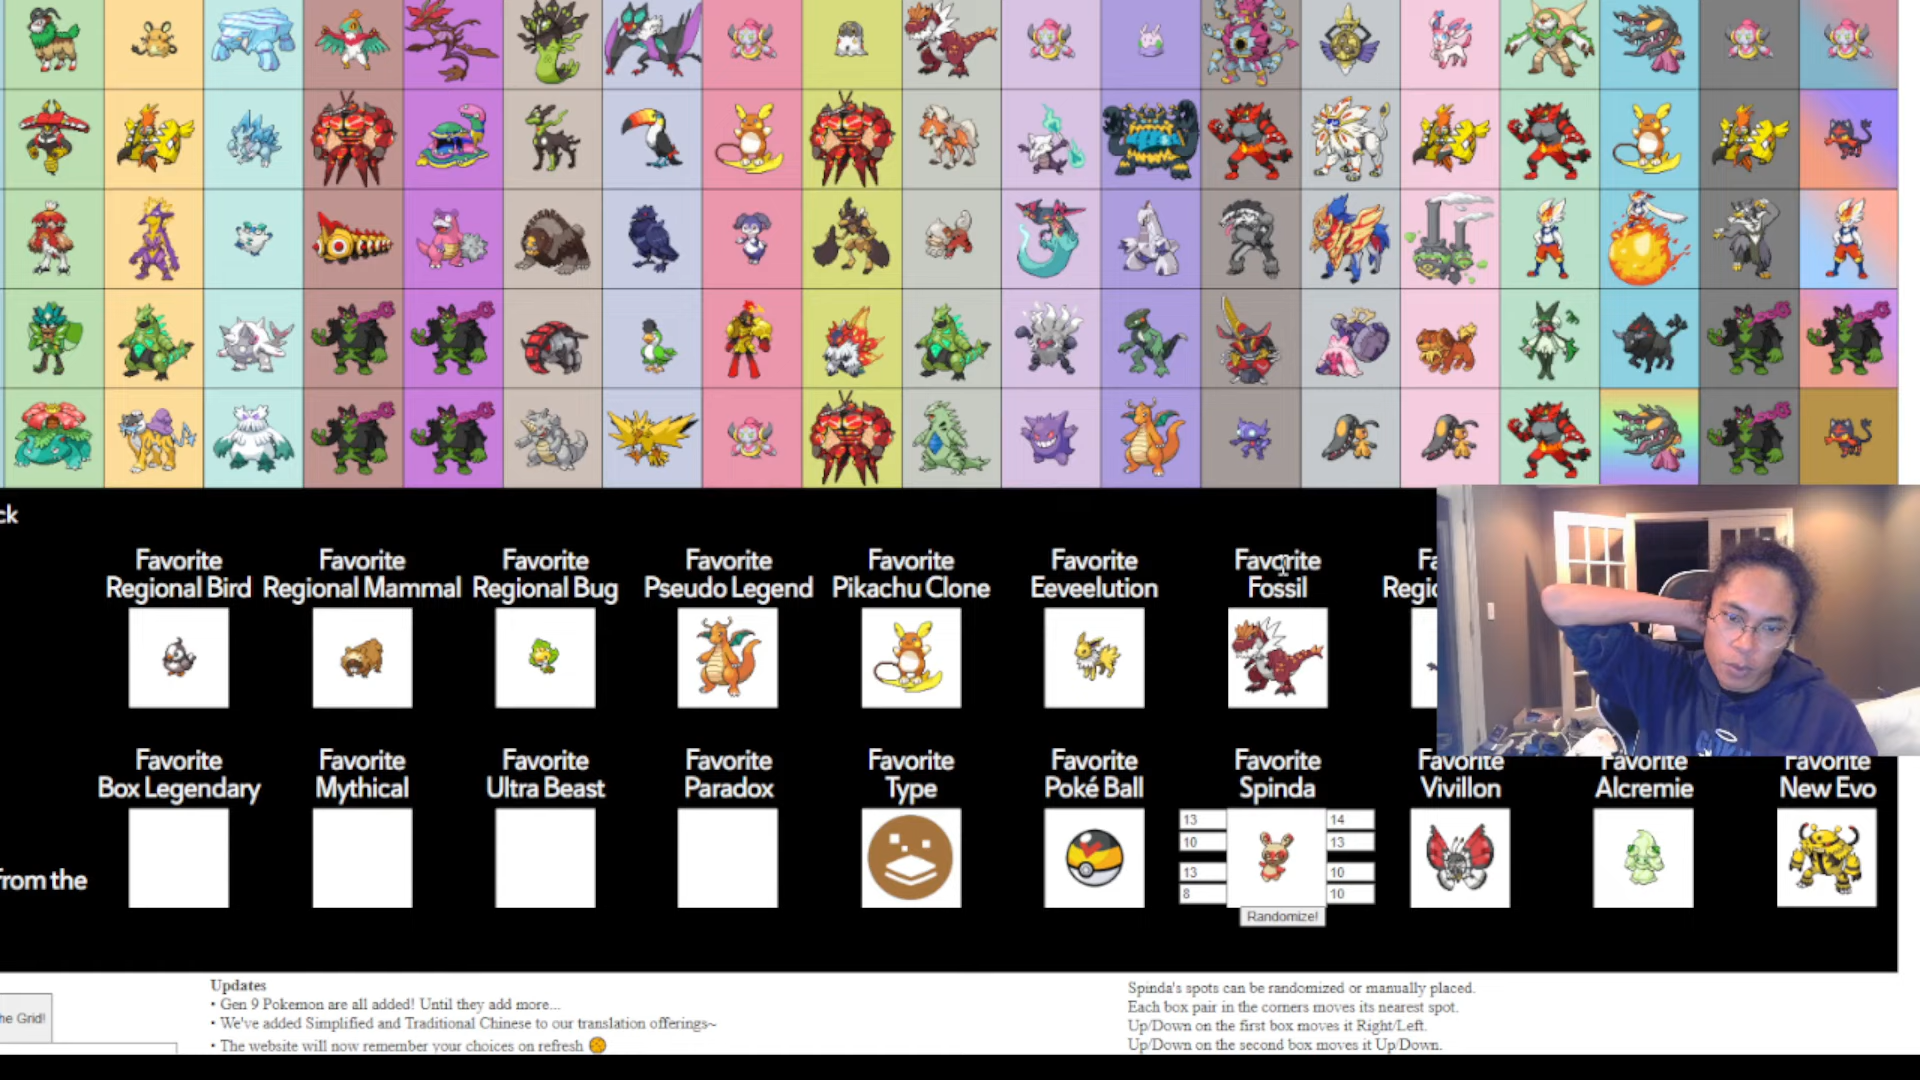 ck
Favorite
Regional Bird
Favorite
Regional Mammal
Favorite
Regional Bug
Favorite
Pseudo Legend
Favorite
Pikachu Clone
Favorite
Eeveelution
Favorite
Fossil
Fa
Regio
Favorite
Box Legendary
Favorite
Mythical
Favorite
Ultra Beast
Favorite
Paradox
Favorite
Type
Favorite
Poké Ball
Favorite
Spinda
Favorite
Vivillon
Favorite
Alcremie
Favorite
New Evo
13
14
10
13
13
10
8
10
Randomize!
from the
he Grid!
Updates
• Gen 9 Pokemon are all added! Until they add more...
• We've added Simplified and Traditional Chinese to our translation offerings~
• The website will now remember your choices on refresh
Spinda's spots can be randomized or manually placed.
Each box pair in the corners moves its nearest spot.
Up/Down on the first box moves it Right/Left.
Up/Down on the second box moves it Up/Down.